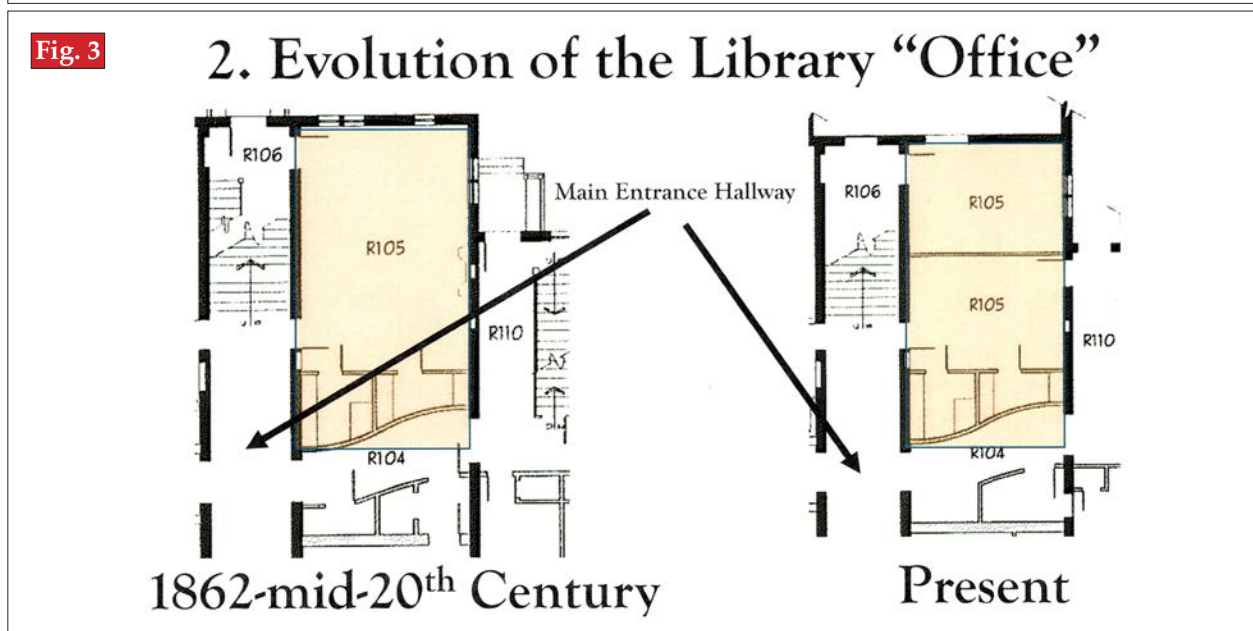 Fig. 3
2. Evolution of the Library “Office”
R106
R105
Main Entrance Hallway
R110
R104
R106
R105
R105
R110
R104
1862-mid-20th Century
Present